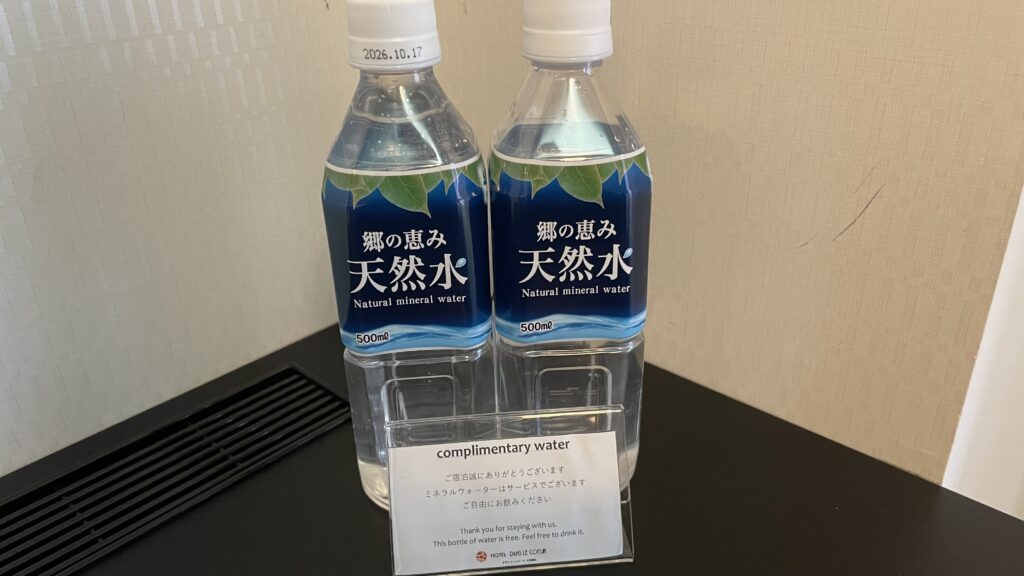 2026.10.17
郷の恵み
天然水
Natural mineral water
500mℓ
郷の恵み
天然水
Natural mineral water
500mℓ
complimentary water
ご宿泊誠にありがとうございます
ミネラルウォーターはサービスでございます
ご自由にお飲みください
Thank you for staying with us.
This bottle of water is free. Feel free to drink it.
HOTEL DANS LE COEUR